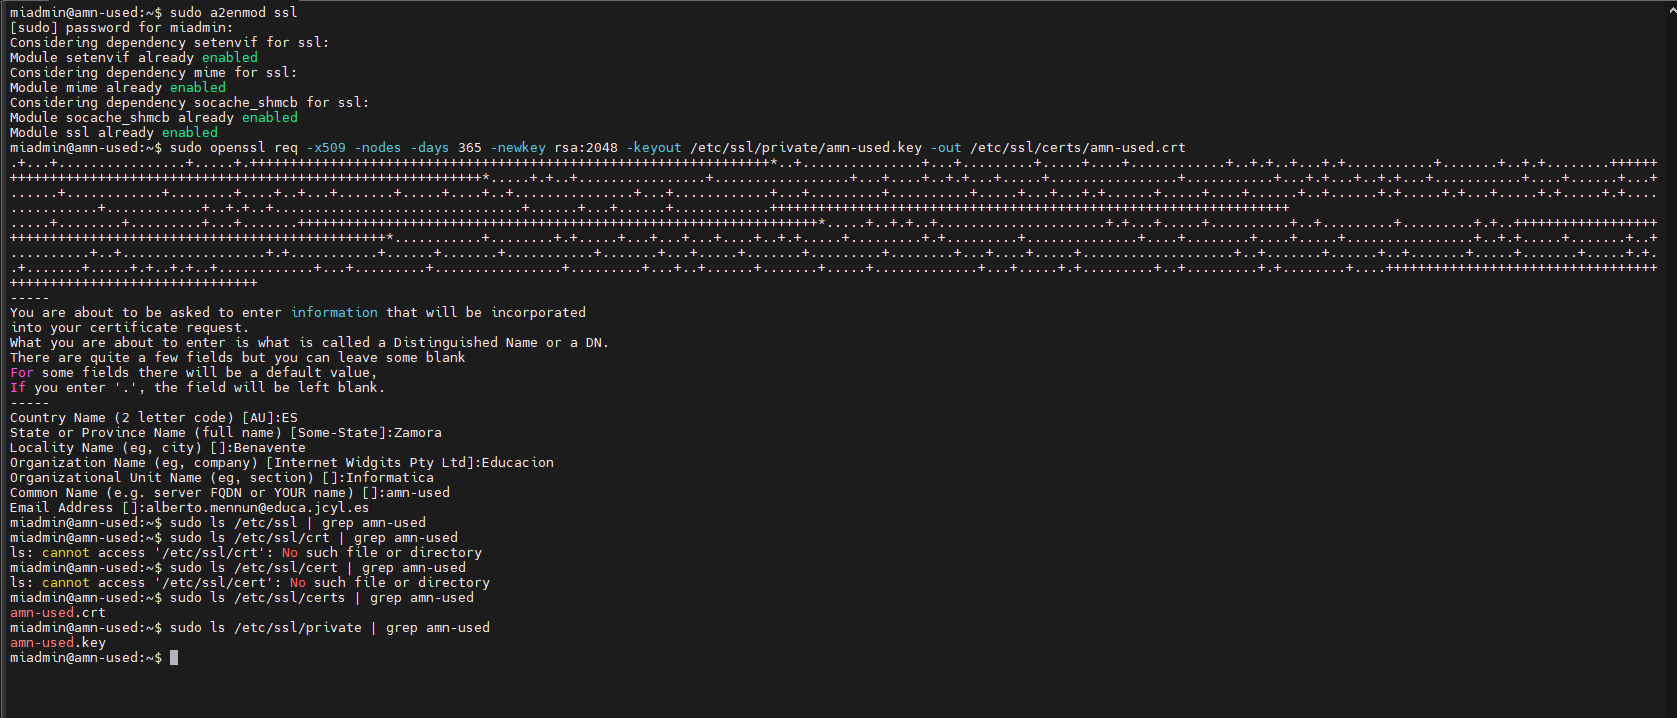 miadmin@amn-used:~$ sudo a2enmod ssl
[sudo] password for miadmin:
Considering dependency setenvif for ssl:
Module setenvif already enabled
Considering dependency mime for ssl:
Module mime already enabled
Considering dependency socache_shmcb for ssl:
Module socache_shmcb already enabled
Module ssl already enabled
miadmin@amn-used:~$ sudo openssl req -x509 -nodes -days 365 -newkey rsa:2048 -keyout /etc/ssl/private/amn-used.key -out /etc/ssl/certs/amn-used.crt
-----
You are about to be asked to enter information that will be incorporated
into your certificate request.
What you are about to enter is what is called a Distinguished Name or a DN.
There are quite a few fields but you can leave some blank
For some fields there will be a default value,
If you enter '.', the field will be left blank.
-----
Country Name (2 letter code) [AU]:ES
State or Province Name (full name) [Some-State]:Zamora
Locality Name (eg, city) []:Benavente
Organization Name (eg, company) [Internet Widgits Pty Ltd]:Educacion
Organizational Unit Name (eg, section) []:Informatica
Common Name (e.g. server FQDN or YOUR name) []:amn-used
Email Address []:alberto.mennun@educa.jcyl.es
miadmin@amn-used:~$ sudo ls /etc/ssl | grep amn-used
miadmin@amn-used:~$ sudo ls /etc/ssl/crt | grep amn-used
ls: cannot access '/etc/ssl/crt': No such file or directory
miadmin@amn-used:~$ sudo ls /etc/ssl/cert | grep amn-used
ls: cannot access '/etc/ssl/cert': No such file or directory
miadmin@amn-used:~$ sudo ls /etc/ssl/certs | grep amn-used
amn-used.crt
miadmin@amn-used:~$ sudo ls /etc/ssl/private | grep amn-used
amn-used.key
miadmin@amn-used:~$